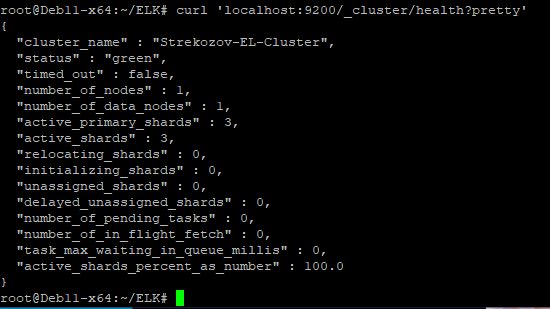 root@Deb11-x64:~/ELK# curl 'localhost:9200/_cluster/health?pretty'
{
  "cluster_name" : "Strekozov-EL-Cluster",
  "status" : "green",
  "timed_out" : false,
  "number_of_nodes" : 1,
  "number_of_data_nodes" : 1,
  "active_primary_shards" : 3,
  "active_shards" : 3,
  "relocating_shards" : 0,
  "initializing_shards" : 0,
  "unassigned_shards" : 0,
  "delayed_unassigned_shards" : 0,
  "number_of_pending_tasks" : 0,
  "number_of_in_flight_fetch" : 0,
  "task_max_waiting_in_queue_millis" : 0,
  "active_shards_percent_as_number" : 100.0
}
root@Deb11-x64:~/ELK#